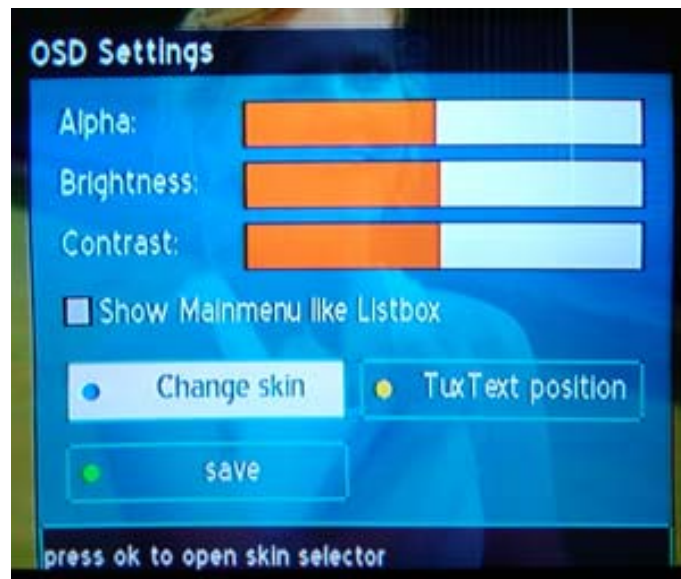 OSD Settings
Alpha:
Brightness:
Contrast:
Show Mainmenu like Listbox
Change skin
TuxText position
save
press ok to open skin selector